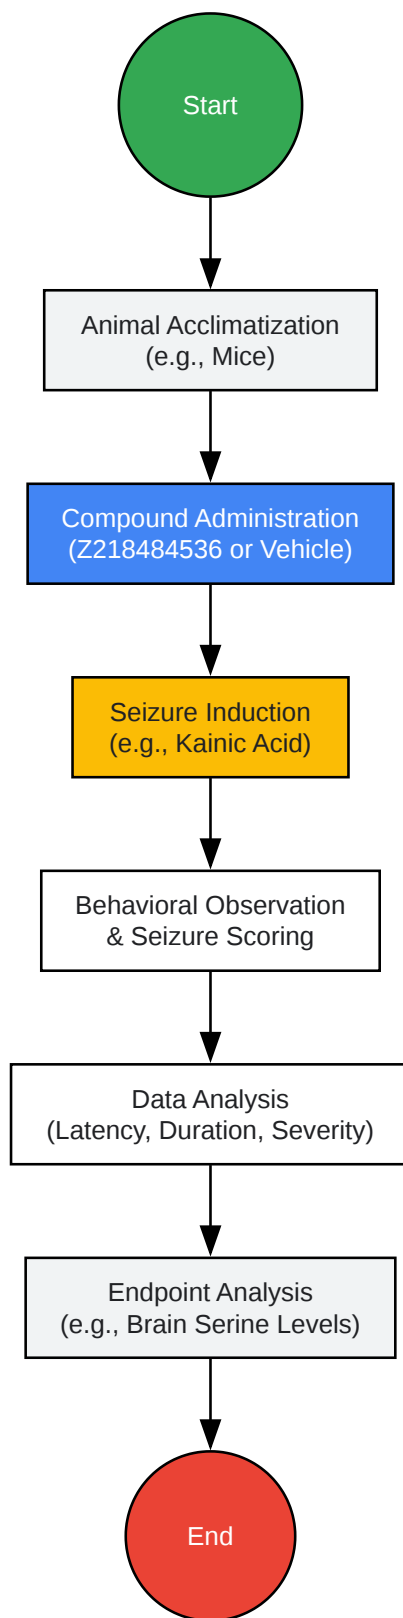 Start
Animal Acclimatization
(e.g., Mice)
Compound Administration
(Z218484536 or Vehicle)
Seizure Induction
(e.g., Kainic Acid)
Behavioral Observation
& Seizure Scoring
Data Analysis
(Latency, Duration, Severity)
Endpoint Analysis
(e.g., Brain Serine Levels)
End